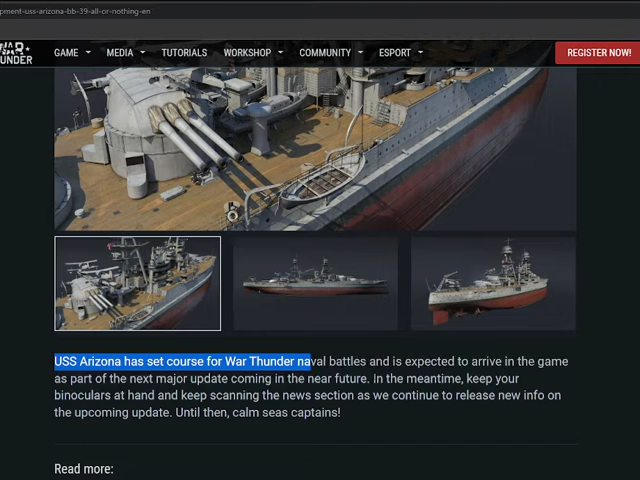 pment-uss-arizona-bb-39-all-or-nothing-en
WAR
THUNDER
GAME MEDIA TUTORIALS WORKSHOP COMMUNITY ESPORT REGISTER NOW!
USS Arizona has set course for War Thunder naval battles and is expected to arrive in the game
as part of the next major update coming in the near future. In the meantime, keep your
binoculars at hand and keep scanning the news section as we continue to release new info on
the upcoming update. Until then, calm seas captains!
Read more: